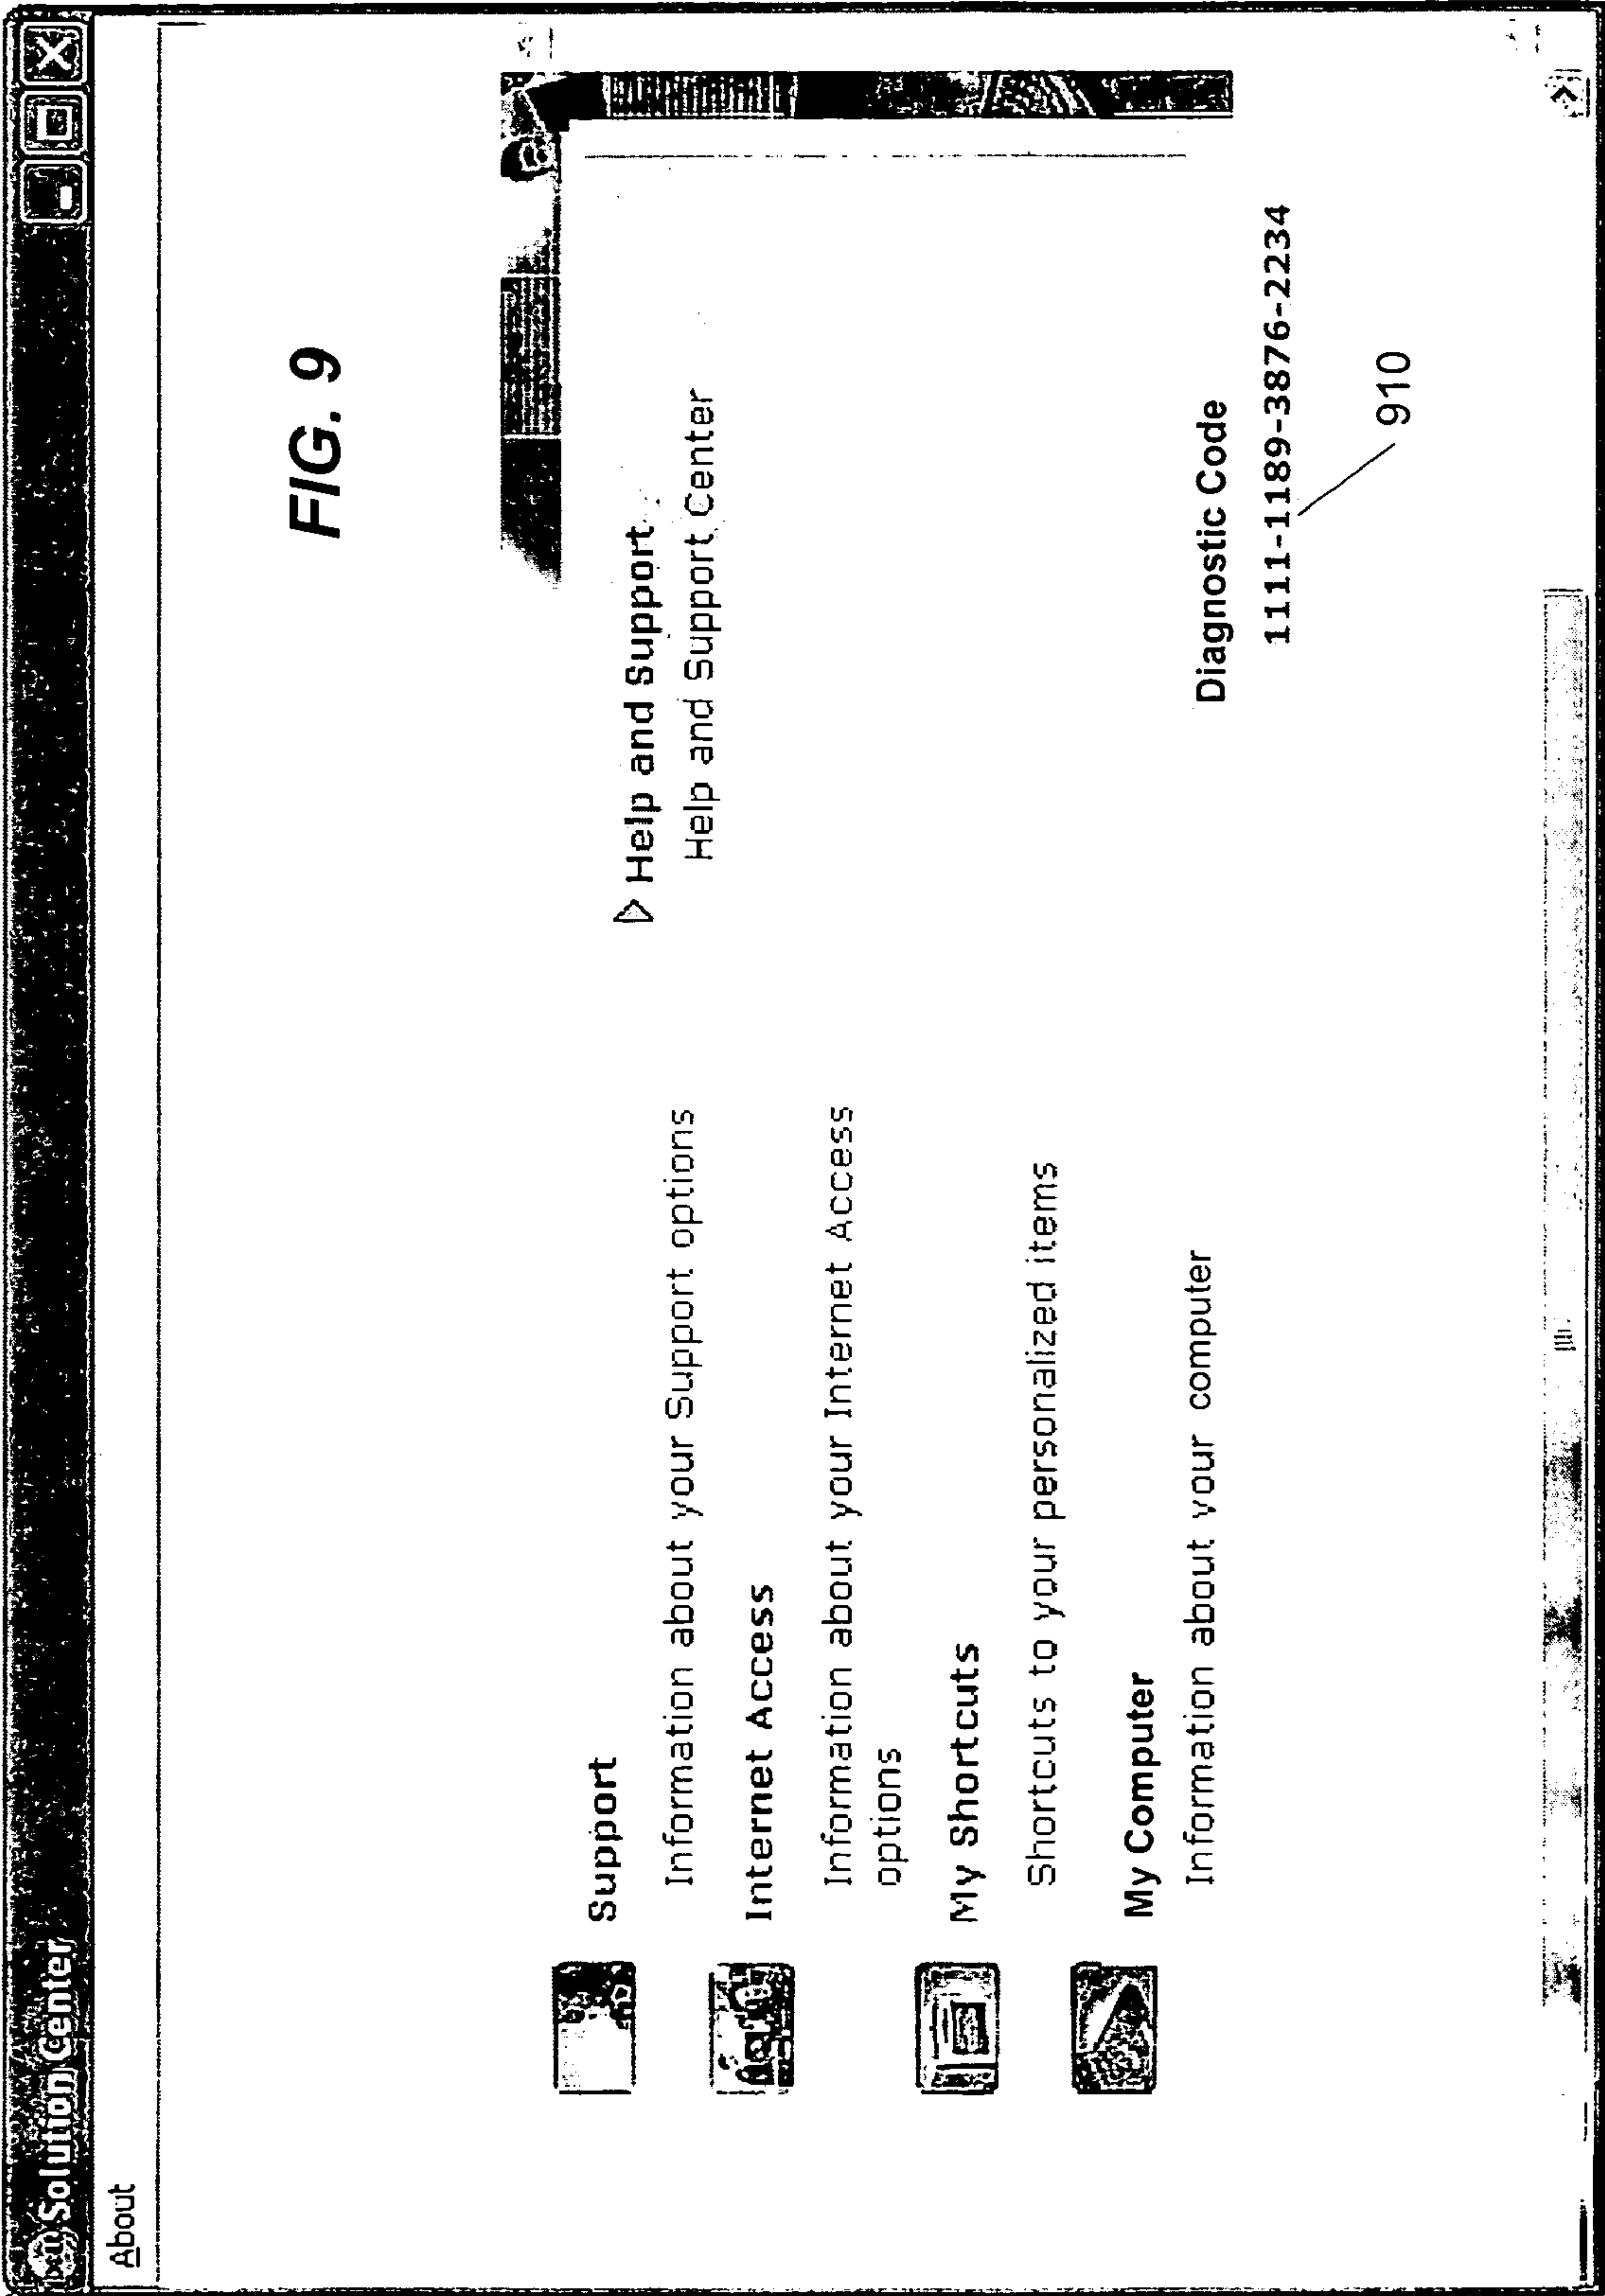 Solution Center
About
FIG. 9
Support
Information about your Support options
Internet Access
Information about your Internet Access
options
My Shortcuts
Shortcuts to your personalized items
My Computer
Information about your computer
Help and Support
Help and Support Center
Diagnostic Code
1111-1189-3876-2234
910